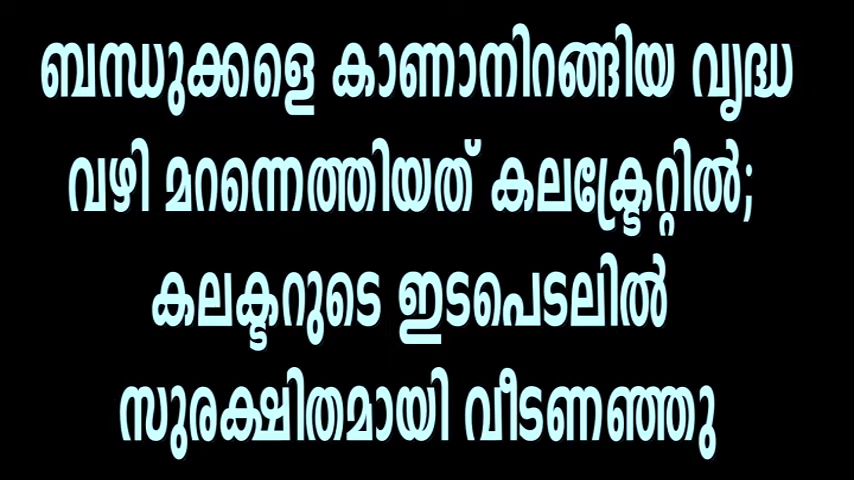 ബന്ധുക്കളെ കാണാനിറങ്ങിയ വൃദ്ധ
വഴി മറന്നെത്തിയത് കലക്ട്രേറ്റിൽ;
കലക്ടറുടെ ഇടപെടലിൽ
സുരക്ഷിതമായി വീടണഞ്ഞു